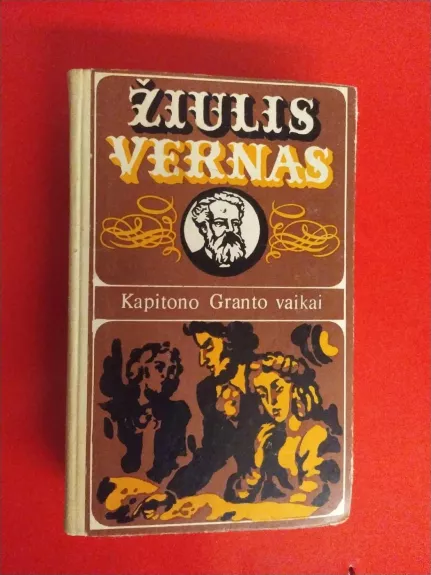 ŽIULIS
VERNAS
Kapitono Granto vaikai